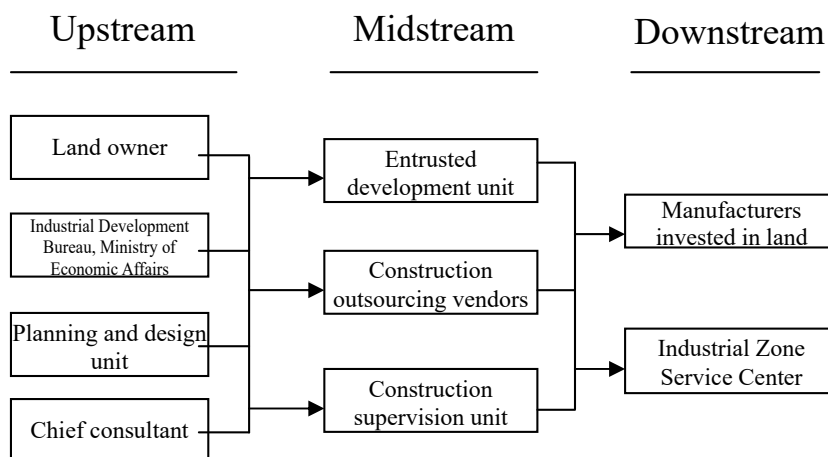 Upstream
Midstream
Downstream
Land owner
Industrial Development
Bureau, Ministry of
Economic Affairs
Planning and design
unit
Chief consultant
Entrusted
development unit
Construction
outsourcing vendors
Construction
supervision unit
Manufacturers
invested in land
Industrial Zone
Service Center